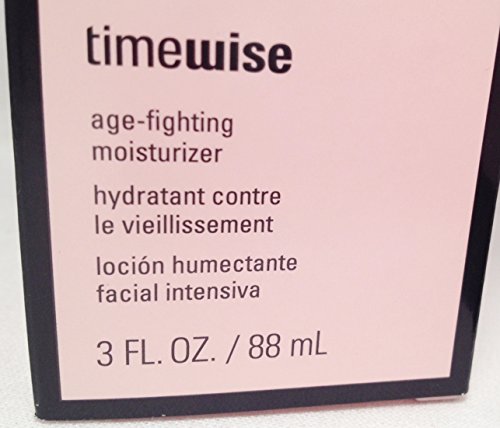 timewise
age-fighting
moisturizer
hydratant contre
le vieillissement
loción humectante
facial intensiva
3 FL. OZ. / 88 mL